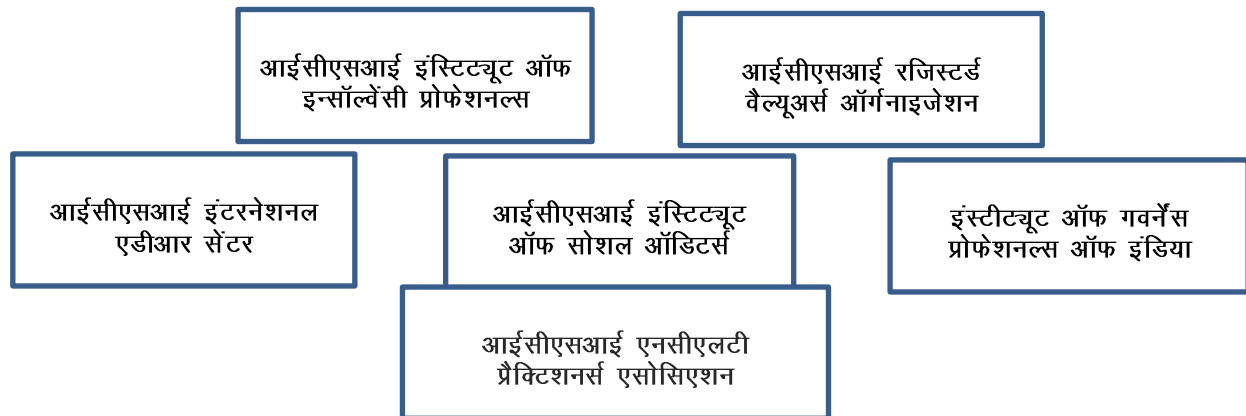 आईसीएसआई इंस्टिट्यूट ऑफ
इन्सॉल्वेंसी प्रोफेशनल्स
आईसीएसआई रजिस्टर्ड
वैल्यूअर्स ऑर्गनाइजेशन
आईसीएसआई इंटरनेशनल
एडीआर सेंटर
आईसीएसआई इंस्टिट्यूट
ऑफ सोशल ऑडिटर्स
इंस्टीट्यूट ऑफ गवर्नेंस
प्रोफेशनल्स ऑफ इंडिया
आईसीएसआई एनसीएलटी
प्रैक्टिशनर्स एसोसिएशन